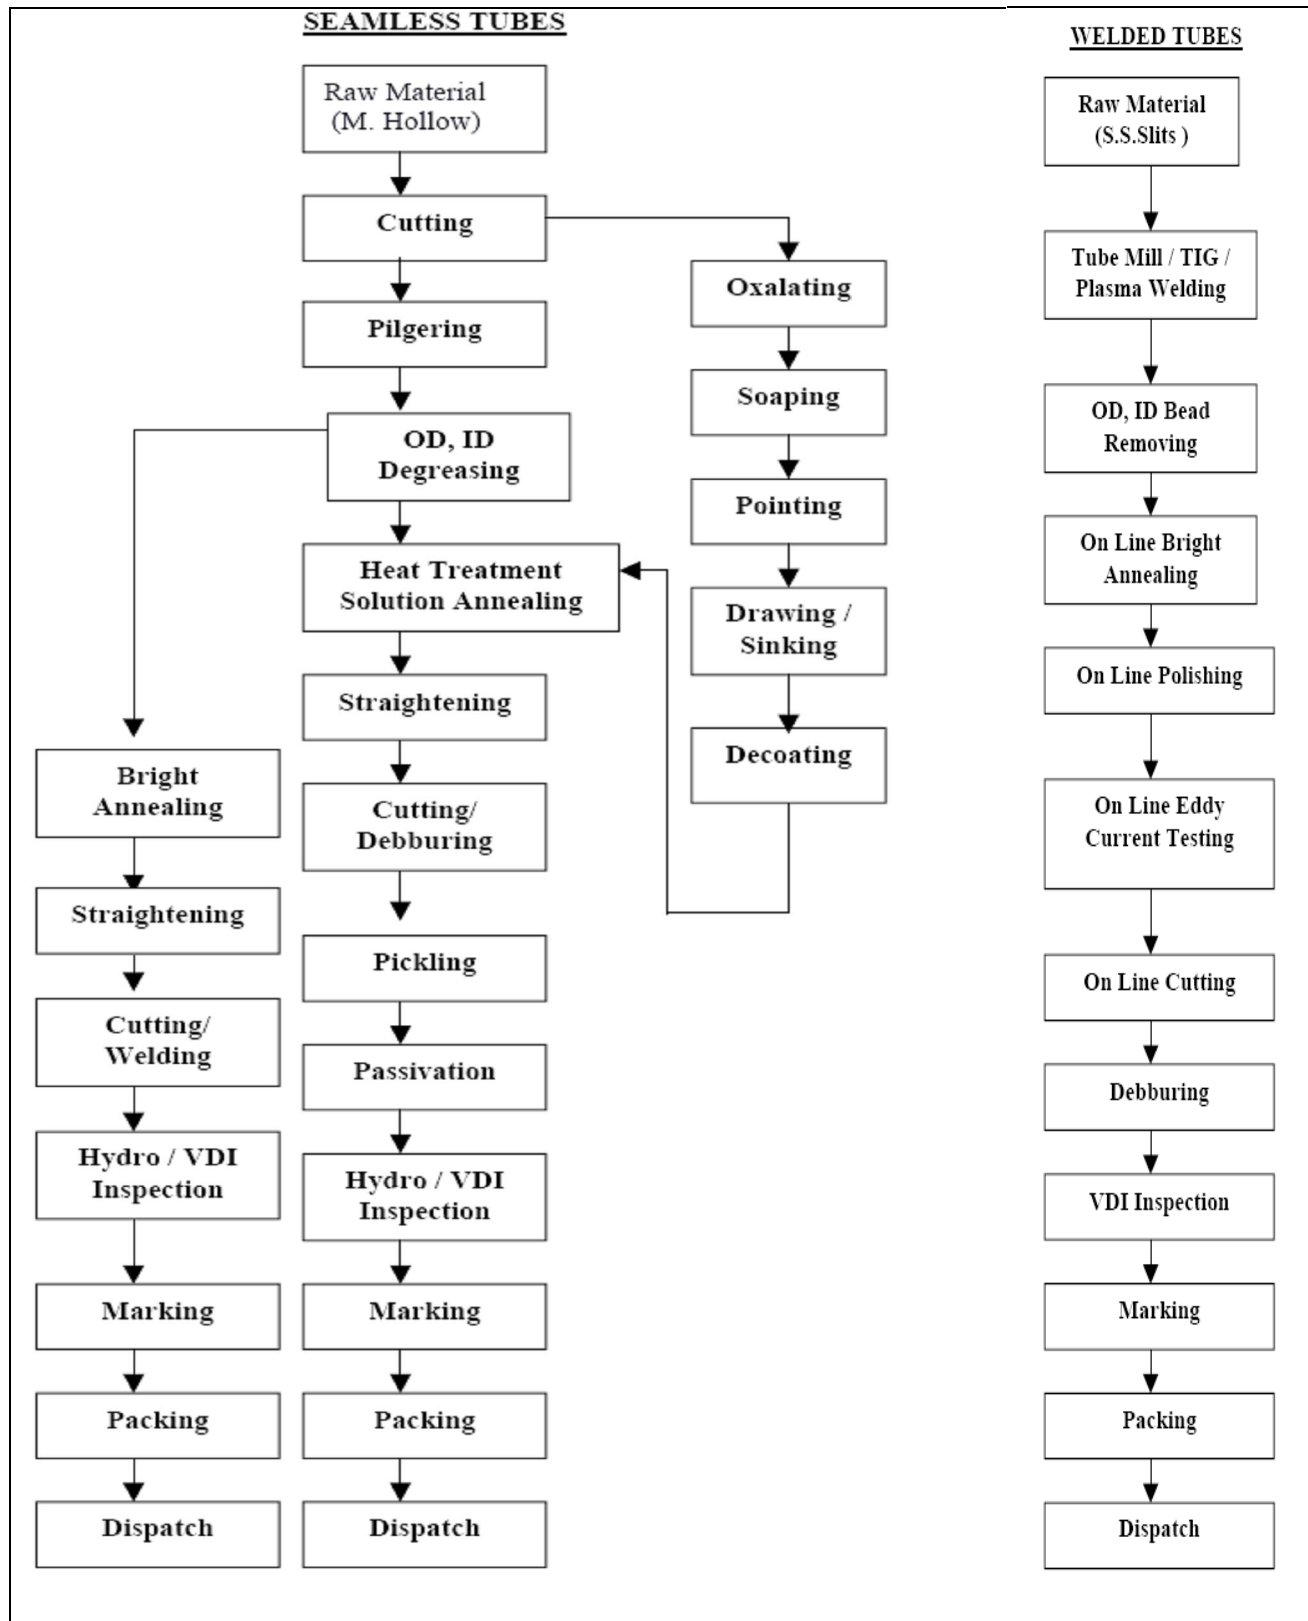 SEAMLESS TUBES
Raw Material
(M. Hollow)
Cutting
Pilgering
OD, ID
Degreasing
Heat Treatment
Solution Annealing
Straightening
Cutting/
Debburing
Pickling
Passivation
Hydro / VDI
Inspection
Marking
Packing
Dispatch
Bright
Annealing
Straightening
Cutting/
Welding
Hydro / VDI
Inspection
Marking
Packing
Dispatch
Oxalating
Soaping
Pointing
Drawing /
Sinking
Decoating
WELDED TUBES
Raw Material
(S.S.Slits )
Tube Mill / TIG /
Plasma Welding
OD, ID Bead
Removing
On Line Bright
Annealing
On Line Polishing
On Line Eddy
Current Testing
On Line Cutting
Debburing
VDI Inspection
Marking
Packing
Dispatch